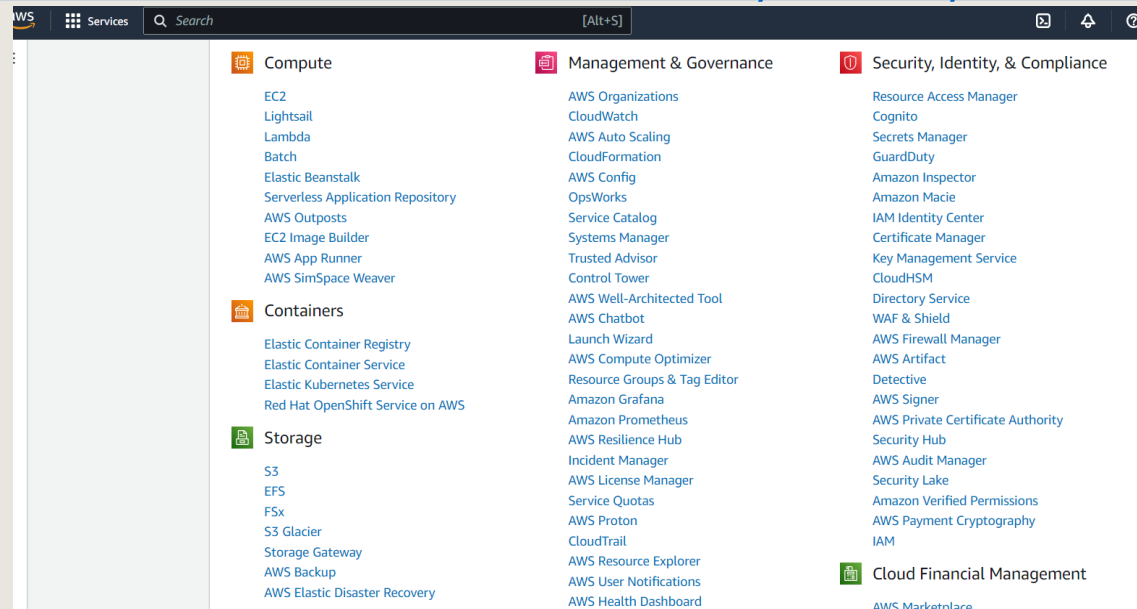 aws
Services
Search
[Alt+S]
Compute
EC2
Lightsail
Lambda
Batch
Elastic Beanstalk
Serverless Application Repository
AWS Outposts
EC2 Image Builder
AWS App Runner
AWS SimSpace Weaver
Containers
Elastic Container Registry
Elastic Container Service
Elastic Kubernetes Service
Red Hat OpenShift Service on AWS
Storage
S3
EFS
FSx
S3 Glacier
Storage Gateway
AWS Backup
AWS Elastic Disaster Recovery
Management & Governance
AWS Organizations
CloudWatch
AWS Auto Scaling
CloudFormation
AWS Config
OpsWorks
Service Catalog
Systems Manager
Trusted Advisor
Control Tower
AWS Well-Architected Tool
AWS Chatbot
Launch Wizard
AWS Compute Optimizer
Resource Groups & Tag Editor
Amazon Grafana
Amazon Prometheus
AWS Resilience Hub
Incident Manager
AWS License Manager
Service Quotas
AWS Proton
CloudTrail
AWS Resource Explorer
AWS User Notifications
AWS Health Dashboard
Security, Identity, & Compliance
Resource Access Manager
Cognito
Secrets Manager
GuardDuty
Amazon Inspector
Amazon Macie
IAM Identity Center
Certificate Manager
Key Management Service
CloudHSM
Directory Service
WAF & Shield
AWS Firewall Manager
AWS Artifact
Detective
AWS Signer
AWS Private Certificate Authority
Security Hub
AWS Audit Manager
Security Lake
Amazon Verified Permissions
AWS Payment Cryptography
IAM
Cloud Financial Management
AWS Marketplace